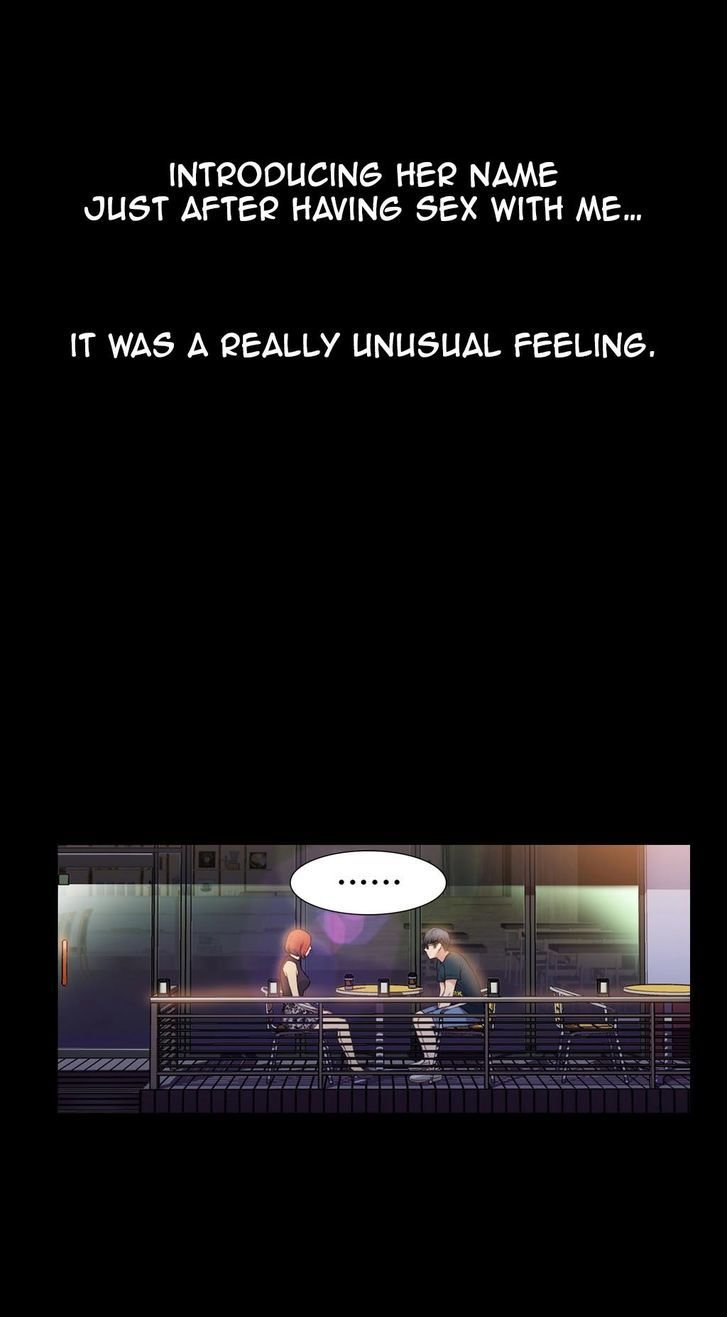 INTRODUCING HER NAME
JUST AFTER HAVING SEX WITH ME...
IT WAS A REALLY UNUSUAL FEELING.
......